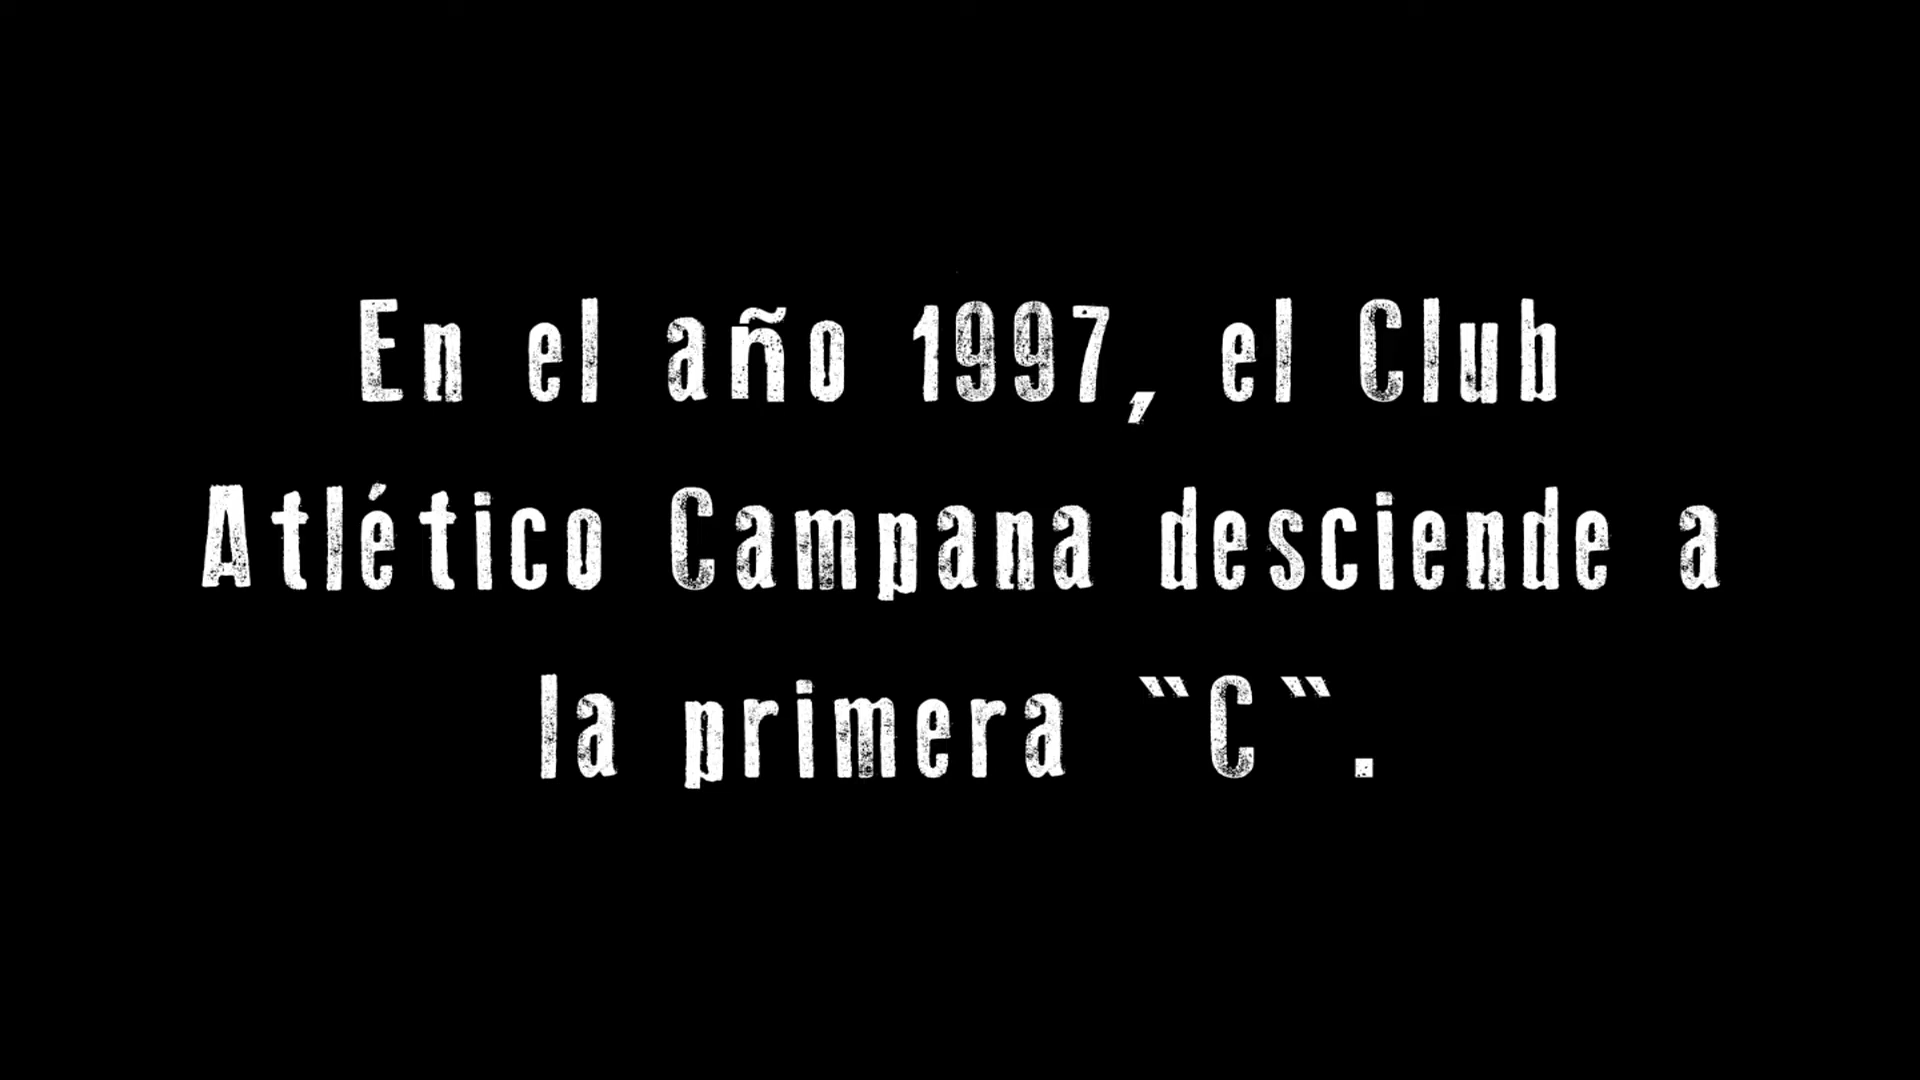 En el año 1997, el Club
Atlético Campana desciende a
la primera "C".